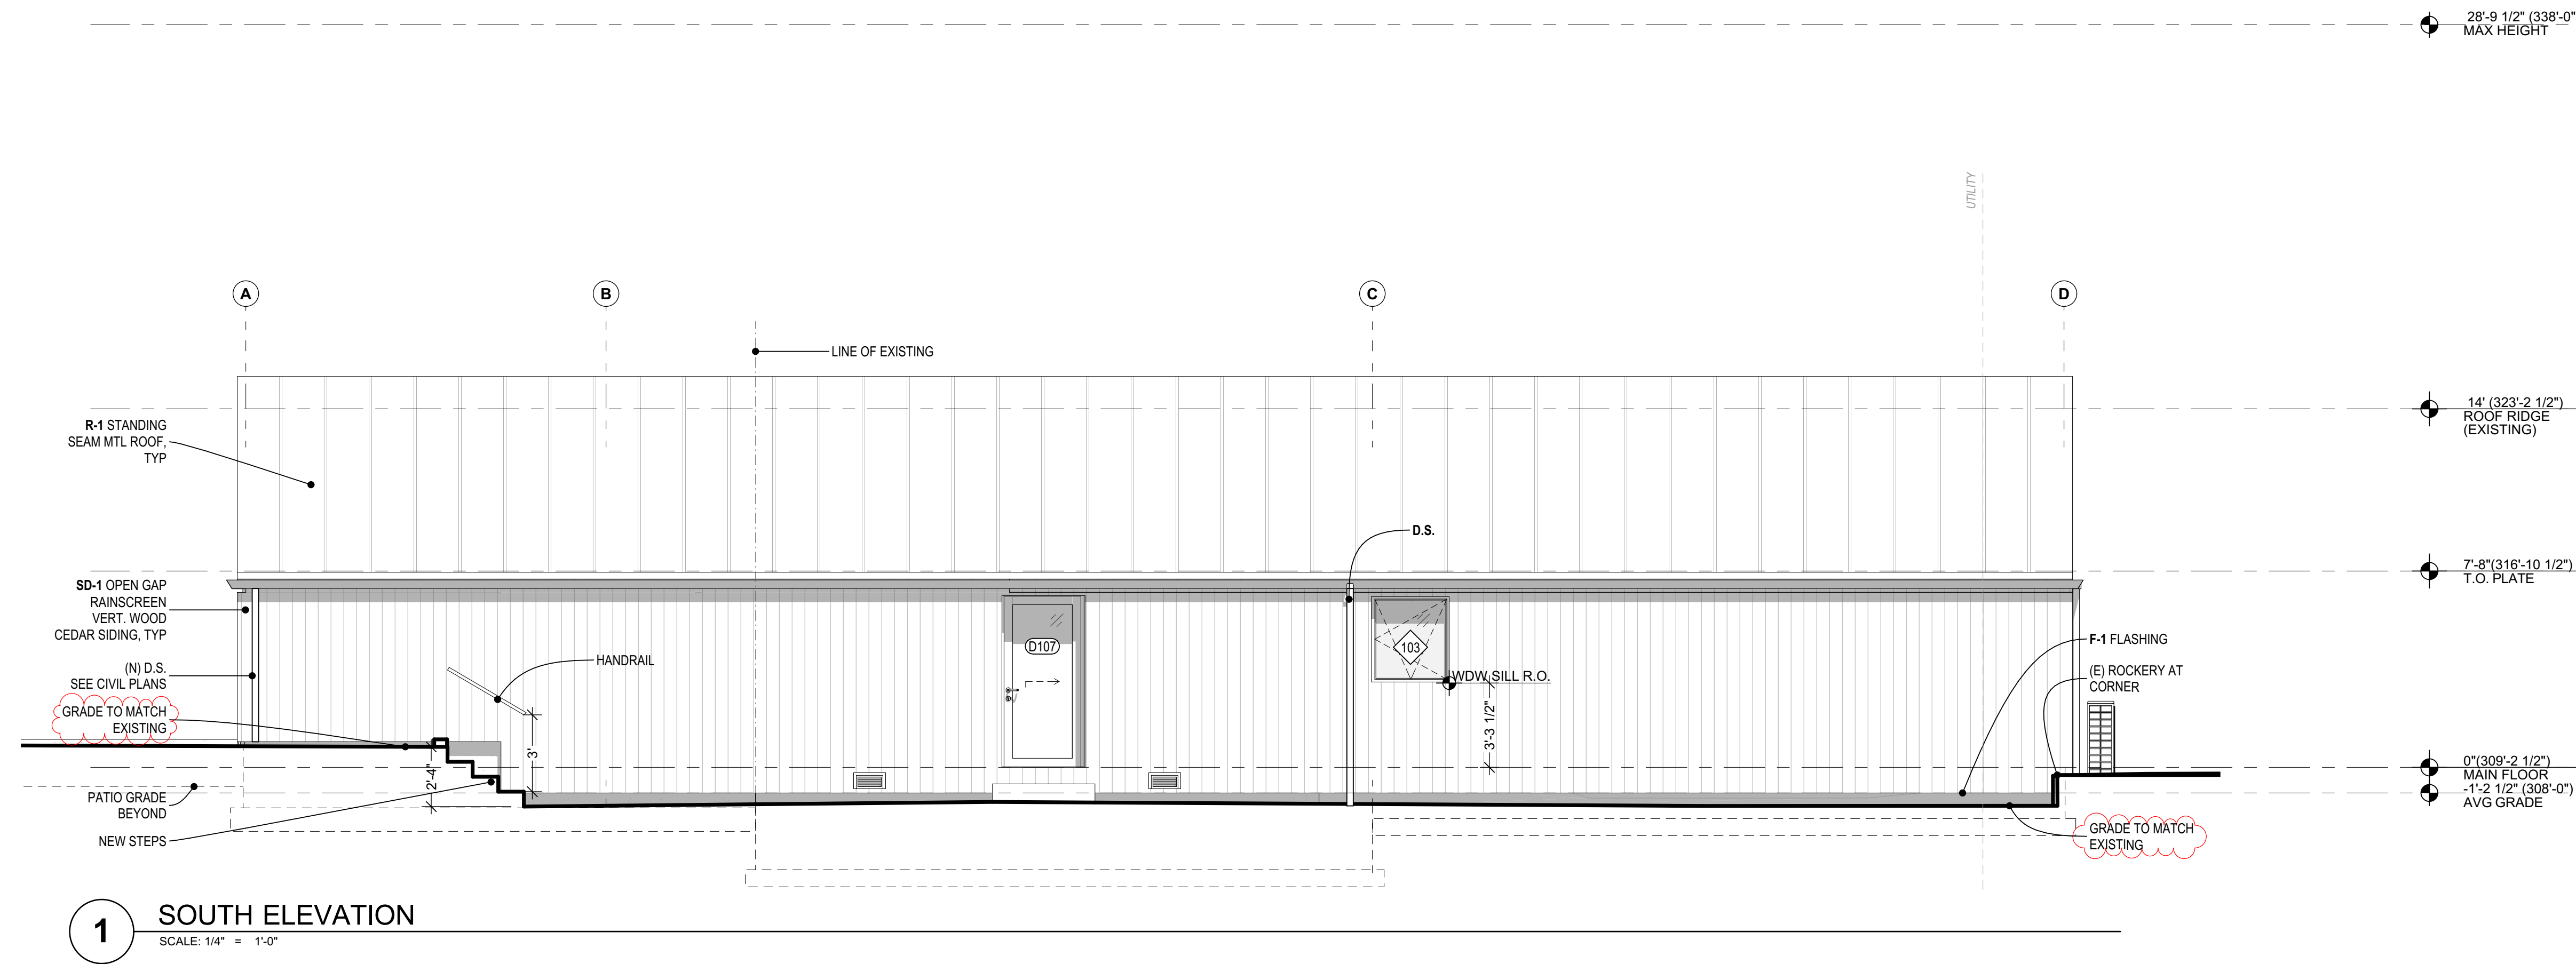 28'-9 1/2" (338'-0"
MAX HEIGHT
UTILITY
A
B
C
D
LINE OF EXISTING
R-1 STANDING
SEAM MTL ROOF,
TYP
14' (323'-2 1/2")
ROOF RIDGE
(EXISTING)
D.S.
7'-8"(316'-10 1/2")
T.O. PLATE
SD-1 OPEN GAP
RAINSCREEN
VERT. WOOD
CEDAR SIDING, TYP
(N) D.S.
SEE CIVIL PLANS
GRADE TO MATCH
EXISTING
HANDRAIL
D107
103
WDW SILL R.O.
3'-3 1/2"
3'
2'-4"
F-1 FLASHING
(E) ROCKERY AT
CORNER
0"(309'-2 1/2")
MAIN FLOOR
-1'-2 1/2" (308'-0")
AVG GRADE
PATIO GRADE
BEYOND
NEW STEPS
GRADE TO MATCH
EXISTING
1
SOUTH ELEVATION
SCALE: 1/4" = 1'-0"